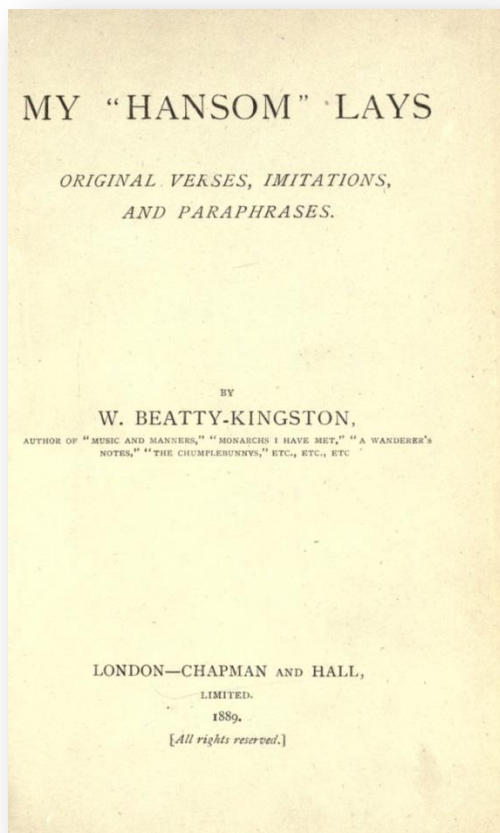 MY "HANSOM" LAYS
ORIGINAL VERSES, IMITATIONS,
AND PARAPHRASES.
BY
W. BEATTY-KINGSTON,
AUTHOR OF "MUSIC AND MANNERS," "MONARCHS I HAVE MET," "A WANDERER'S
NOTES," "THE CHUMPLEBUNNYS," ETC., ETC., ETC
LONDON—CHAPMAN AND HALL,
LIMITED.
1889.
[All rights reserved.]